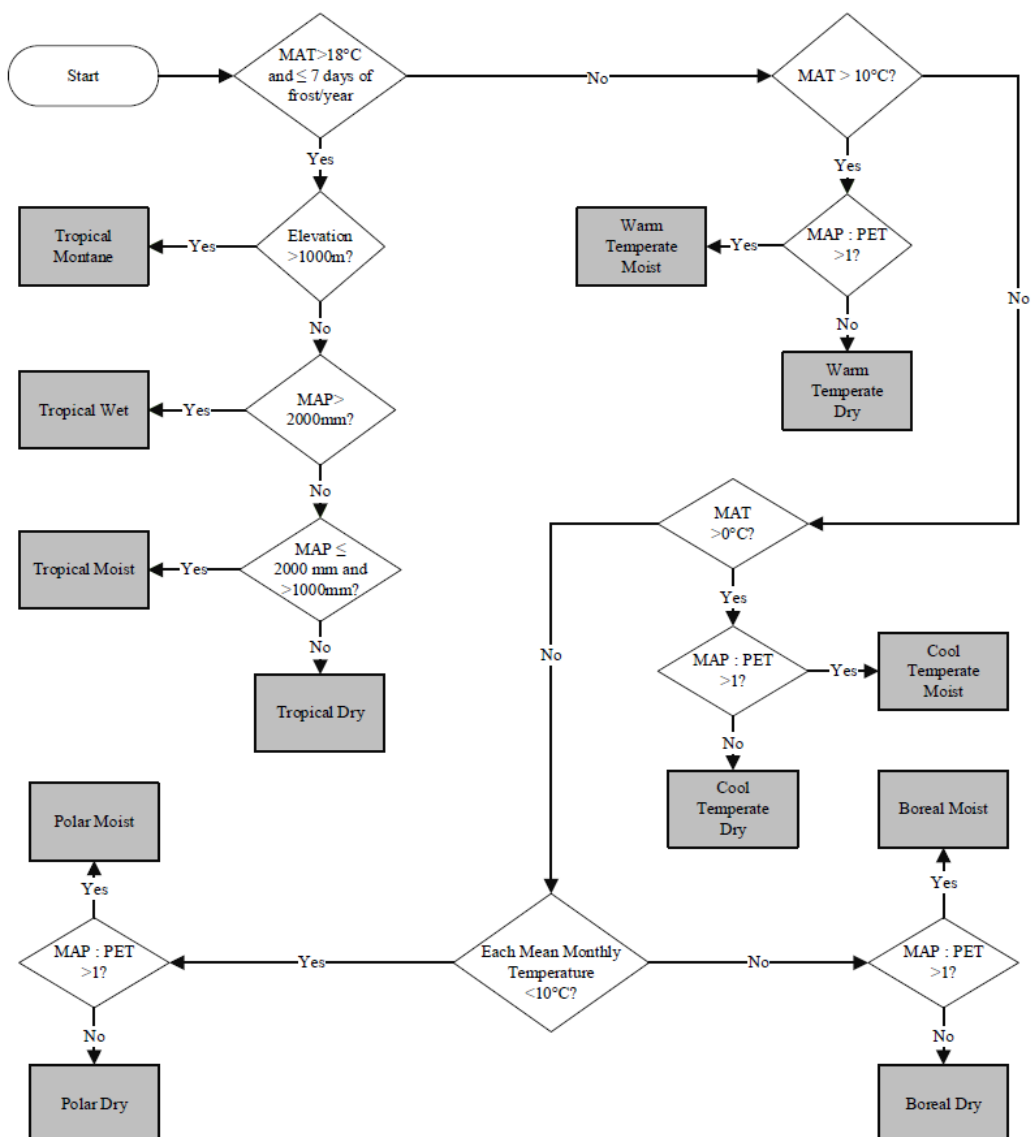 Start
MAT>18°C
and ≤ 7 days of
frost/year
No
MAT > 10°C?
Yes
Yes
Tropical
Montane
Yes
Elevation
>1000m?
Warm
Temperate
Moist
Yes
MAP : PET
>1?
No
No
No
Warm
Temperate
Dry
Tropical Wet
Yes
MAP>
2000mm?
No
MAT
>0°C?
Tropical Moist
Yes
MAP ≤
2000 mm and
>1000mm?
Yes
No
No
MAP : PET
>1?
Yes
Cool
Temperate
Moist
Tropical Dry
No
Cool
Temperate
Dry
Polar Moist
Boreal Moist
Yes
Yes
MAP : PET
>1?
Yes
Each Mean Monthly
Temperature
<10°C?
No
MAP : PET
>1?
No
No
Polar Dry
Boreal Dry